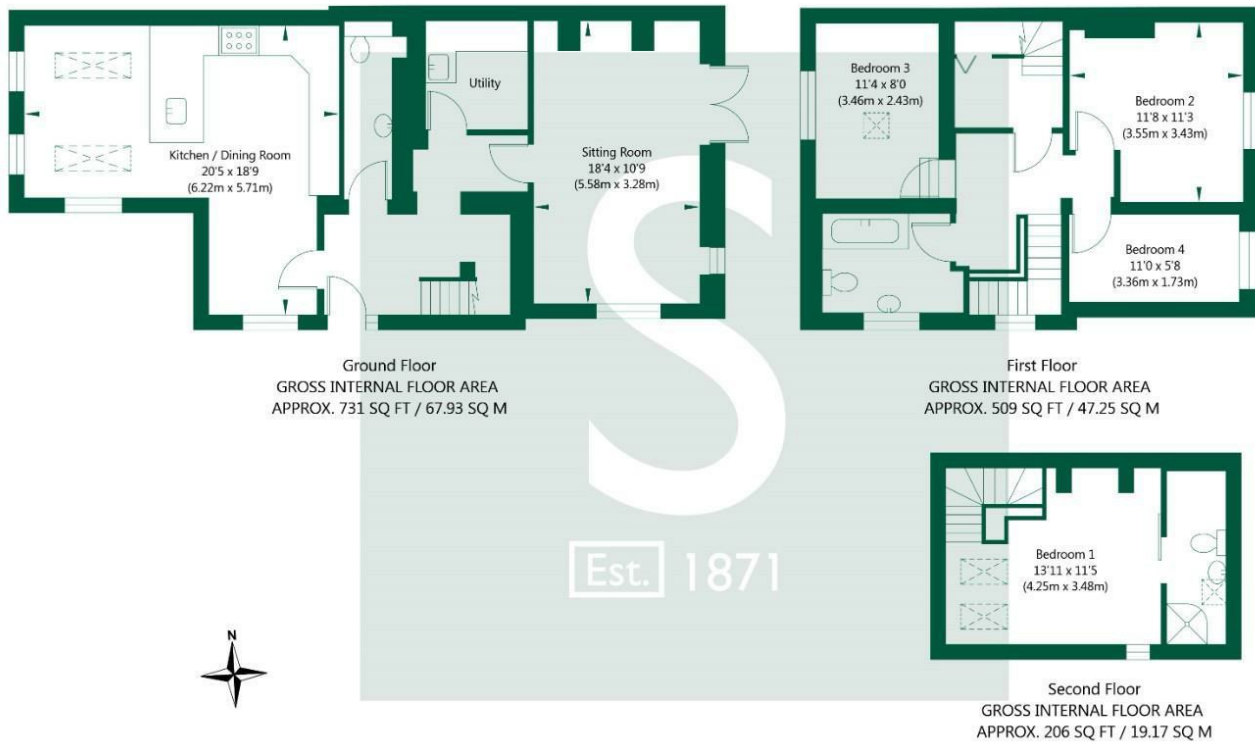 Kitchen / Dining Room
20'5 x 18'9
(6.22m x 5.71m)
Utility
Sitting Room
18'4 x 10'9
(5.58m x 3.28m)
Ground Floor
GROSS INTERNAL FLOOR AREA
APPROX. 731 SQ FT / 67.93 SQ M
Bedroom 3
11'4 x 8'0
(3.46m x 2.43m)
Bedroom 2
11'8 x 11'3
(3.55m x 3.43m)
Bedroom 4
11'0 x 5'8
(3.36m x 1.73m)
First Floor
GROSS INTERNAL FLOOR AREA
APPROX. 509 SQ FT / 47.25 SQ M
S
Est. 1871
Bedroom 1
13'11 x 11'5
(4.25m x 3.48m)
N
Second Floor
GROSS INTERNAL FLOOR AREA
APPROX. 206 SQ FT / 19.17 SQ M